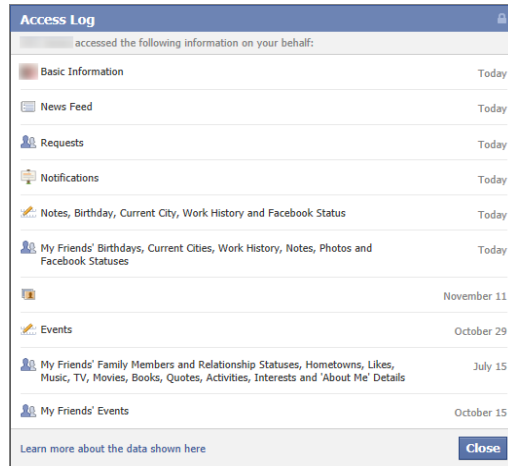 Access Log
accessed the following information on your behalf:
Basic Information
Today
News Feed
Today
Requests
Today
Notifications
Today
Notes, Birthday, Current City, Work History and Facebook Status
Today
My Friends' Birthdays, Current Cities, Work History, Notes, Photos and
Facebook Statuses
Today
November 11
Events
October 29
My Friends' Family Members and Relationship Statuses, Hometowns, Likes,
Music, TV, Movies, Books, Quotes, Activities, Interests and 'About Me' Details
July 15
My Friends' Events
October 15
Learn more about the data shown here
Close